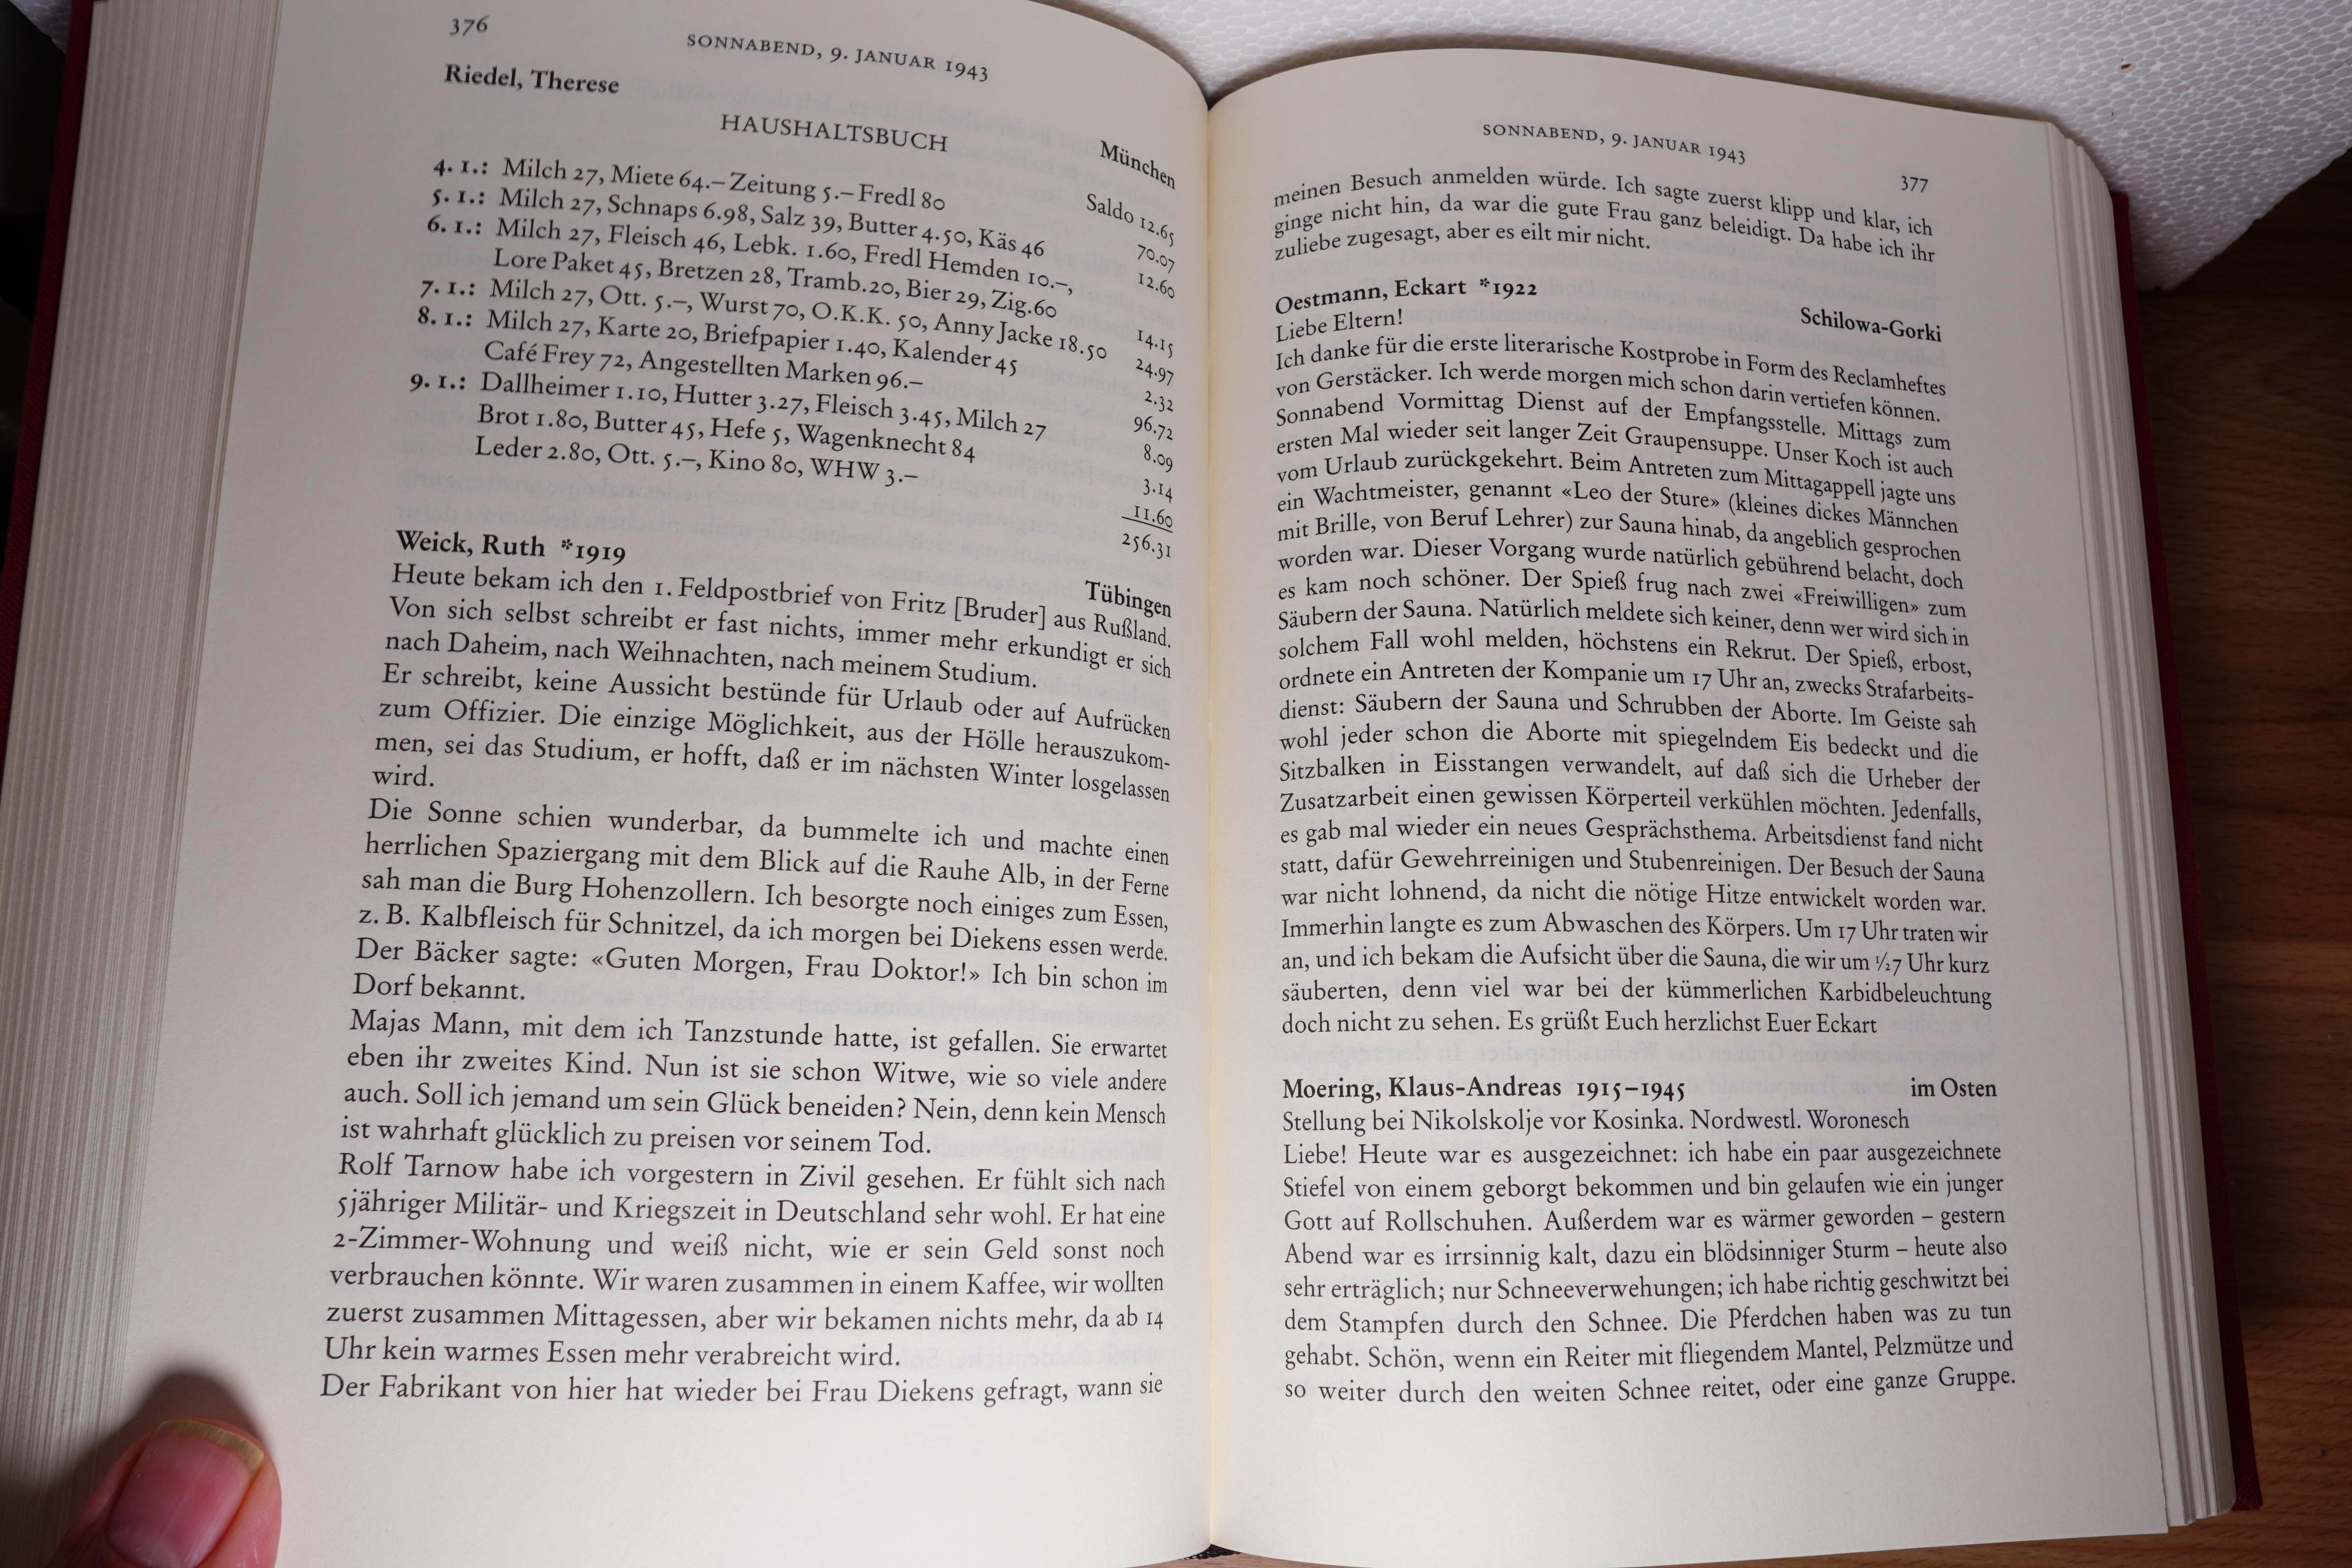 376
SONNABEND, 9. JANUAR 1943
Riedel, Therese München
HAUSHALTSBUCH
Saldo 12.65
4. 1.: Milch 27, Miete 64.– Zeitung 5.– Fredl 80 70.07
5. 1.: Milch 27, Schnaps 6.98, Salz 39, Butter 4.50, Käs 46 12.60
6. 1.: Milch 27, Fleisch 46, Lebk. 1.60, Fredl Hemden 10.–,
Lore Paket 45, Bretzen 28, Tramb.20, Bier 29, Zig.60 14.15
7. 1.: Milch 27, Ott. 5.–, Wurst 70, O.K.K. 50, Anny Jacke 18.50 24.97
8. 1.: Milch 27, Karte 20, Briefpapier 1.40, Kalender 45 2.32
Café Frey 72, Angestellten Marken 96.– 96.72
9. 1.: Dallheimer 1.10, Hutter 3.27, Fleisch 3.45, Milch 27 8.09
Brot 1.80, Butter 45, Hefe 5, Wagenknecht 84 3.14
Leder 2.80, Ott. 5.–, Kino 80, WHW 3.– 11.60
256.31
Weick, Ruth *1919 Tübingen
Heute bekam ich den 1. Feldpostbrief von Fritz [Bruder] aus Rußland.
Von sich selbst schreibt er fast nichts, immer mehr erkundigt er sich
nach Daheim, nach Weihnachten, nach meinem Studium.
Er schreibt, keine Aussicht bestünde für Urlaub oder auf Aufrücken
zum Offizier. Die einzige Möglichkeit, aus der Hölle herauszukom-
men, sei das Studium, er hofft, daß er im nächsten Winter losgelassen
wird.
Die Sonne schien wunderbar, da bummelte ich und machte einen
herrlichen Spaziergang mit dem Blick auf die Rauhe Alb, in der Ferne
sah man die Burg Hohenzollern. Ich besorgte noch einiges zum Essen,
z. B. Kalbfleisch für Schnitzel, da ich morgen bei Diekens essen werde.
Der Bäcker sagte: «Guten Morgen, Frau Doktor!» Ich bin schon im
Dorf bekannt.
Majas Mann, mit dem ich Tanzstunde hatte, ist gefallen. Sie erwartet
eben ihr zweites Kind. Nun ist sie schon Witwe, wie so viele andere
auch. Soll ich jemand um sein Glück beneiden? Nein, denn kein Mensch
ist wahrhaft glücklich zu preisen vor seinem Tod.
Rolf Tarnow habe ich vorgestern in Zivil gesehen. Er fühlt sich nach
5jähriger Militär- und Kriegszeit in Deutschland sehr wohl. Er hat eine
2-Zimmer-Wohnung und weiß nicht, wie er sein Geld sonst noch
verbrauchen könnte. Wir waren zusammen in einem Kaffee, wir wollten
zuerst zusammen Mittagessen, aber wir bekamen nichts mehr, da ab 14
Uhr kein warmes Essen mehr verabreicht wird.
Der Fabrikant von hier hat wieder bei Frau Diekens gefragt, wann sie
SONNABEND, 9. JANUAR 1943
377
meinen Besuch anmelden würde. Ich sagte zuerst klipp und klar, ich
ginge nicht hin, da war die gute Frau ganz beleidigt. Da habe ich ihr
zuliebe zugesagt, aber es eilt mir nicht.
Oestmann, Eckart *1922 Schilowa-Gorki
Liebe Eltern!
Ich danke für die erste literarische Kostprobe in Form des Reclamheftes
von Gerstäcker. Ich werde morgen mich schon darin vertiefen können.
Sonnabend Vormittag Dienst auf der Empfangsstelle. Mittags zum
ersten Mal wieder seit langer Zeit Graupensuppe. Unser Koch ist auch
vom Urlaub zurückgekehrt. Beim Antreten zum Mittagappell jagte uns
ein Wachtmeister, genannt «Leo der Sture» (kleines dickes Männchen
mit Brille, von Beruf Lehrer) zur Sauna hinab, da angeblich gesprochen
worden war. Dieser Vorgang wurde natürlich gebührend belacht, doch
es kam noch schöner. Der Spieß frug nach zwei «Freiwilligen» zum
Säubern der Sauna. Natürlich meldete sich keiner, denn wer wird sich in
solchem Fall wohl melden, höchstens ein Rekrut. Der Spieß, erbost,
ordnete ein Antreten der Kompanie um 17 Uhr an, zwecks Strafarbeits-
dienst: Säubern der Sauna und Schrubben der Aborte. Im Geiste sah
wohl jeder schon die Aborte mit spiegelndem Eis bedeckt und die
Sitzbalken in Eisstangen verwandelt, auf daß sich die Urheber der
Zusatzarbeit einen gewissen Körperteil verkühlen möchten. Jedenfalls,
es gab mal wieder ein neues Gesprächsthema. Arbeitsdienst fand nicht
statt, dafür Gewehrreinigen und Stubenreinigen. Der Besuch der Sauna
war nicht lohnend, da nicht die nötige Hitze entwickelt worden war.
Immerhin langte es zum Abwaschen des Körpers. Um 17 Uhr traten wir
an, und ich bekam die Aufsicht über die Sauna, die wir um ½7 Uhr kurz
säuberten, denn viel war bei der kümmerlichen Karbidbeleuchtung
doch nicht zu sehen. Es grüßt Euch herzlichst Euer Eckart
Moering, Klaus-Andreas 1915–1945 im Osten
Stellung bei Nikolskolje vor Kosinka. Nordwestl. Woronesch
Liebe! Heute war es ausgezeichnet: ich habe ein paar ausgezeichnete
Stiefel von einem geborgt bekommen und bin gelaufen wie ein junger
Gott auf Rollschuhen. Außerdem war es wärmer geworden – gestern
Abend war es irrsinnig kalt, dazu ein blödsinniger Sturm – heute also
sehr erträglich; nur Schneeverwehungen; ich habe richtig geschwitzt bei
dem Stampfen durch den Schnee. Die Pferdchen haben was zu tun
gehabt. Schön, wenn ein Reiter mit fliegendem Mantel, Pelzmütze und
so weiter durch den weiten Schnee reitet, oder eine ganze Gruppe.